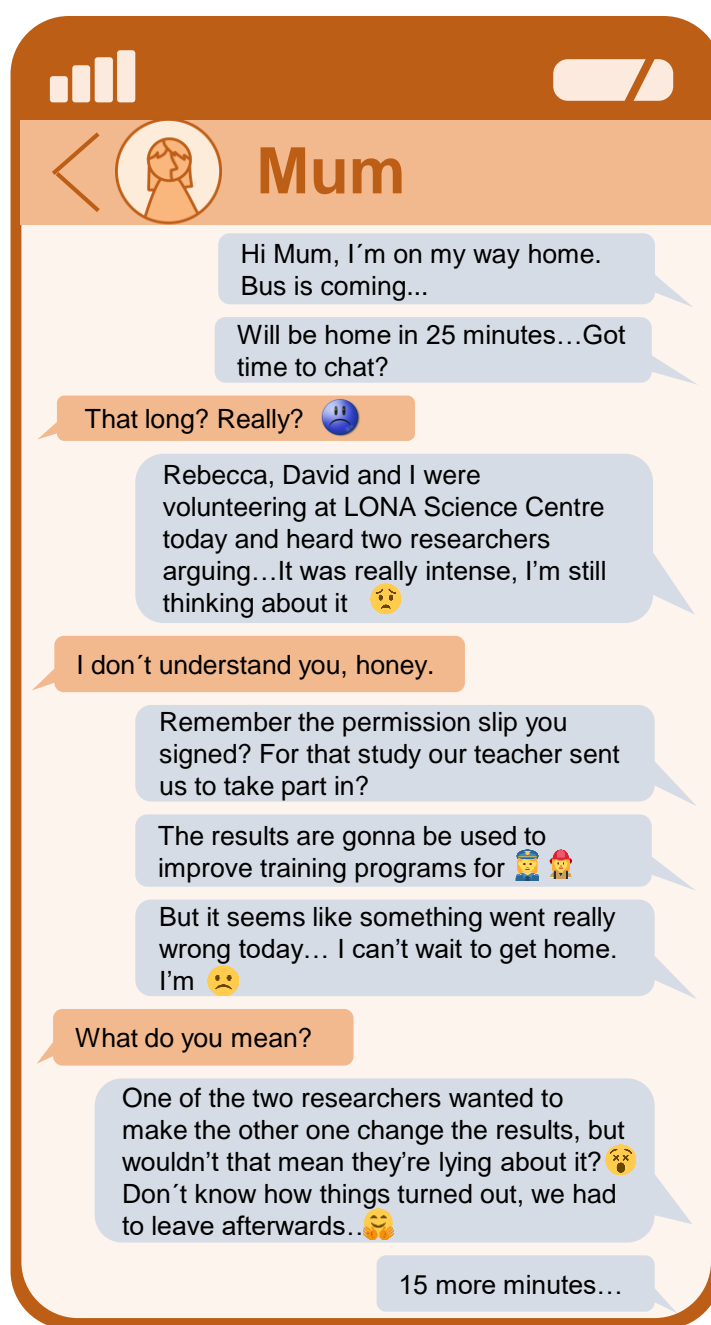 Mum
Hi Mum, I´m on my way home.
Bus is coming...
Will be home in 25 minutes…Got
time to chat?
That long? Really?
Rebecca, David and I were
volunteering at LONA Science Centre
today and heard two researchers
arguing…It was really intense, I’m still
thinking about it
I don´t understand you, honey.
Remember the permission slip you
signed? For that study our teacher sent
us to take part in?
The results are gonna be used to
improve training programs for
But it seems like something went really
wrong today… I can’t wait to get home.
I’m
What do you mean?
One of the two researchers wanted to
make the other one change the results, but
wouldn’t that mean they’re lying about it?
Don´t know how things turned out, we had
to leave afterwards..
15 more minutes…